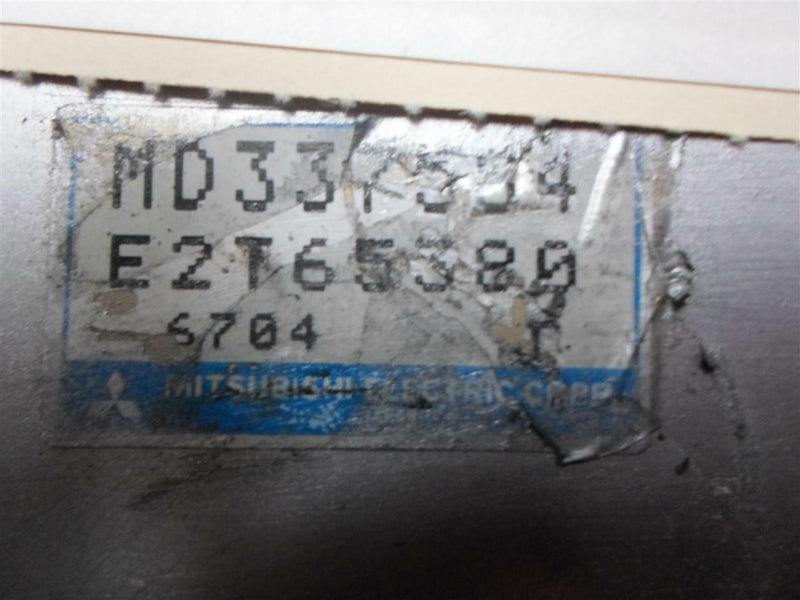 E2T65380
6704 T
MITSUBISHI ELECTRIC CORP.